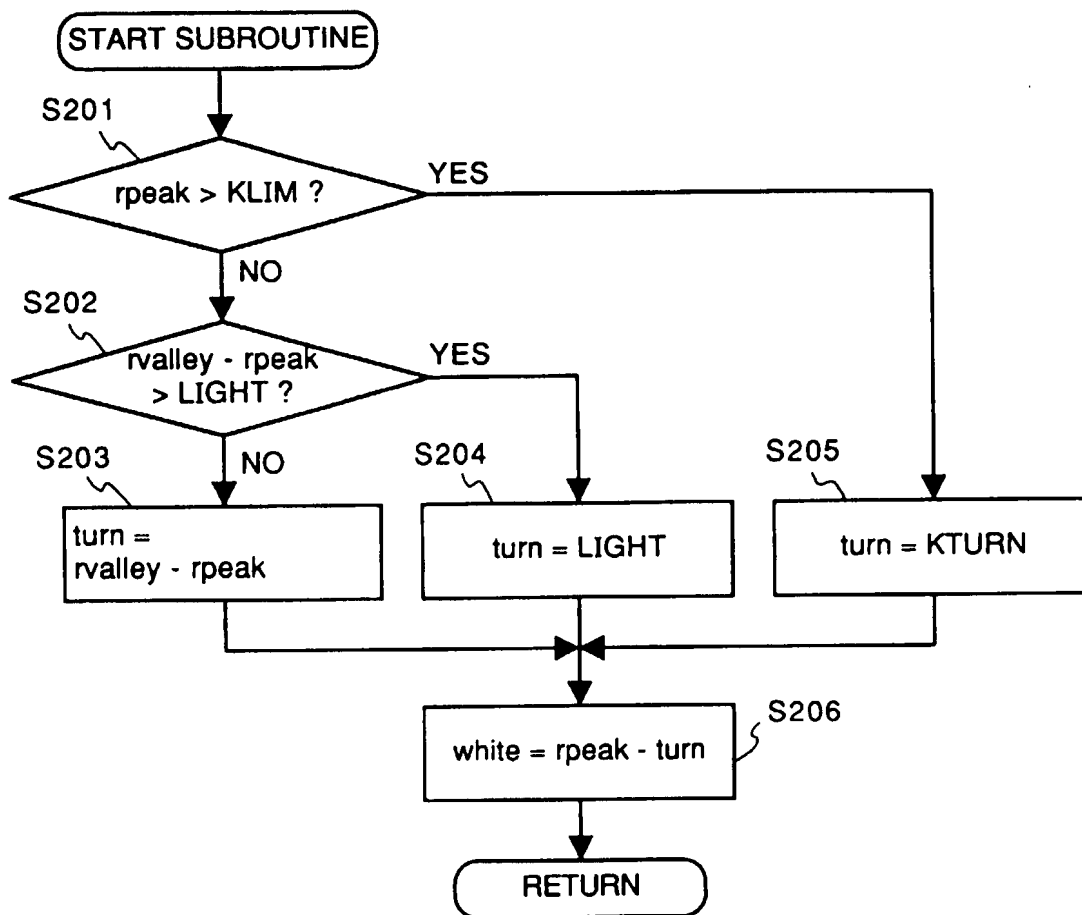 START SUBROUTINE
S201
rpeak > KLIM ?
YES
NO
S202
rvalley - rpeak
> LIGHT ?
YES
NO
S203
turn =
rvalley - rpeak
S204
turn = LIGHT
S205
turn = KTURN
white = rpeak - turn
S206
RETURN